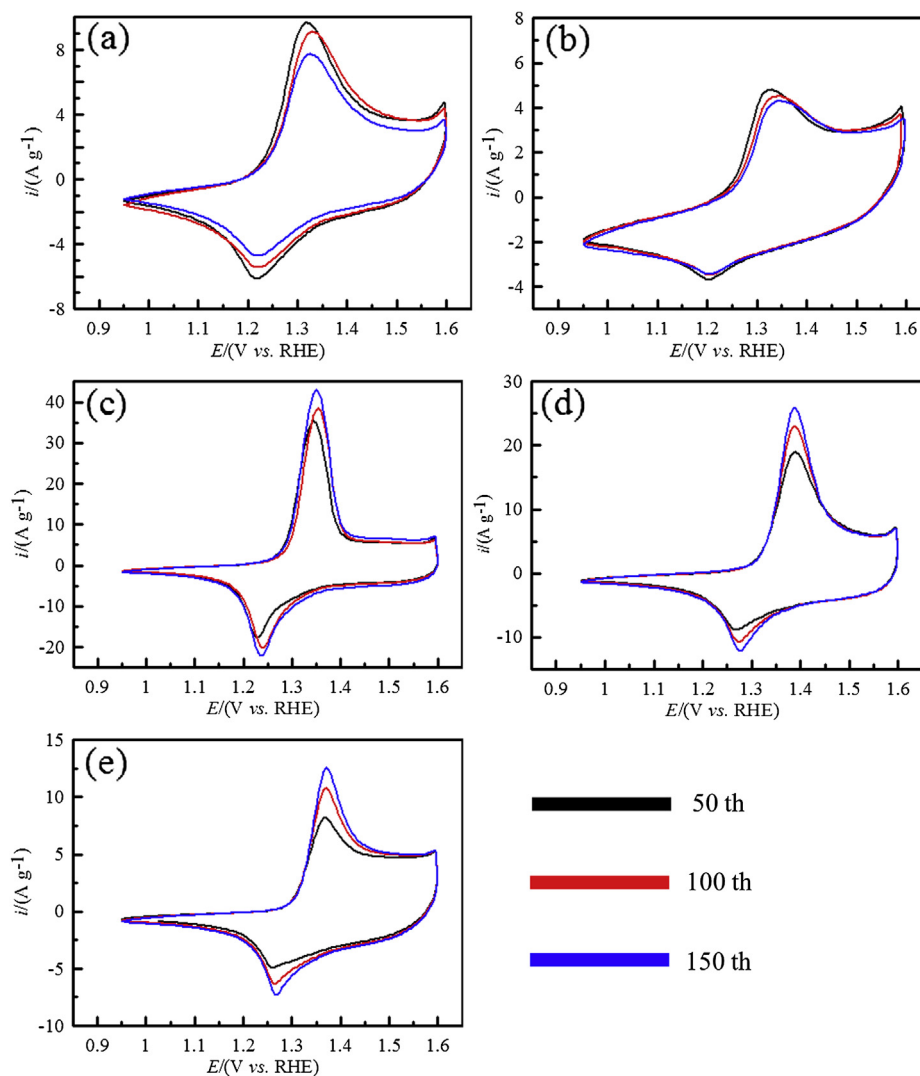 (a)
8
4
0
-4
-8
i/(A g-1)
0.9 1 1.1 1.2 1.3 1.4 1.5 1.6
E/(V vs. RHE)
(b)
8
6
4
2
0
-2
-4
i/(A g-1)
0.9 1 1.1 1.2 1.3 1.4 1.5 1.6
E/(V vs. RHE)
(c)
40
30
20
10
0
-10
-20
i/(A g-1)
0.9 1 1.1 1.2 1.3 1.4 1.5 1.6
E/(V vs. RHE)
(d)
30
20
10
0
-10
i/(A g-1)
0.9 1 1.1 1.2 1.3 1.4 1.5 1.6
E/(V vs. RHE)
(e)
15
10
5
0
-5
-10
i/(A g-1)
0.9 1 1.1 1.2 1.3 1.4 1.5 1.6
E/(V vs. RHE)
50 th
100 th
150 th